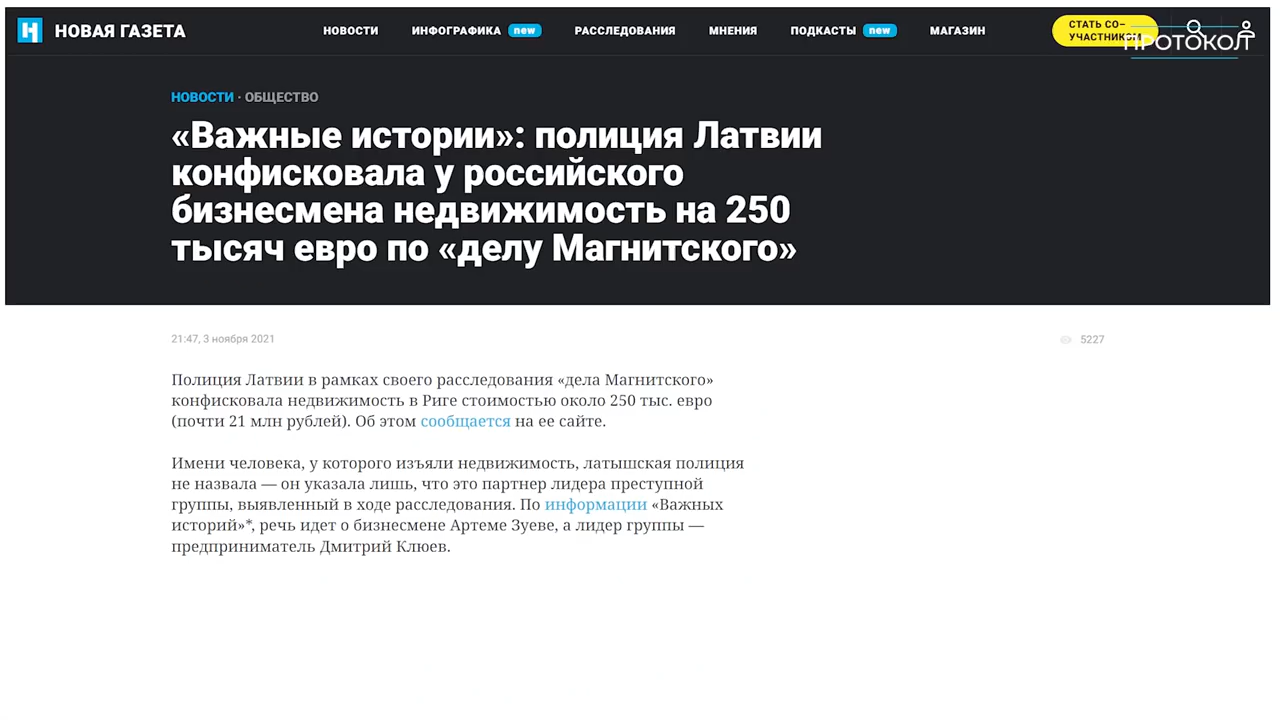 НОВАЯ ГАЗЕТА
НОВОСТИ
ИНФОГРАФИКА new
РАССЛЕДОВАНИЯ
МНЕНИЯ
ПОДКАСТЫ new
МАГАЗИН
СТАТЬ СО-
УЧАСТНИКОМ
ПРОТОКОЛ
НОВОСТИ · ОБЩЕСТВО
«Важные истории»: полиция Латвии
конфисковала у российского
бизнесмена недвижимость на 250
тысяч евро по «делу Магнитского»
21:47, 3 ноября 2021
5227
Полиция Латвии в рамках своего расследования «дела Магнитского»
конфисковала недвижимость в Риге стоимостью около 250 тыс. евро
(почти 21 млн рублей). Об этом сообщается на ее сайте.
Имени человека, у которого изъяли недвижимость, латышская полиция
не назвала — он указала лишь, что это партнер лидера преступной
группы, выявленный в ходе расследования. По информации «Важных
историй»*, речь идет о бизнесмене Артеме Зуеве, а лидер группы —
предприниматель Дмитрий Клюев.